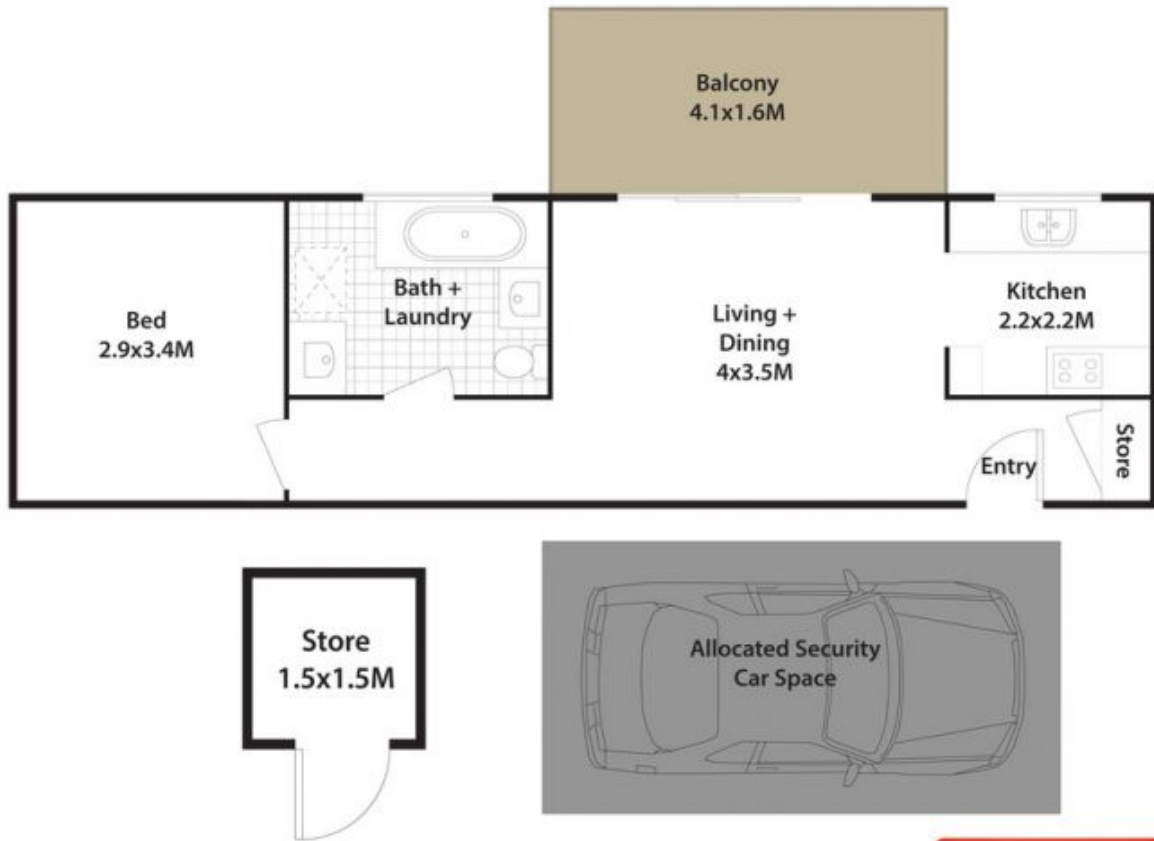 Balcony
4.1x1.6M
Bed
2.9x3.4M
Bath +
Laundry
Living +
Dining
4x3.5M
Kitchen
2.2x2.2M
Entry
Store
Store
1.5x1.5M
Allocated Security
Car Space